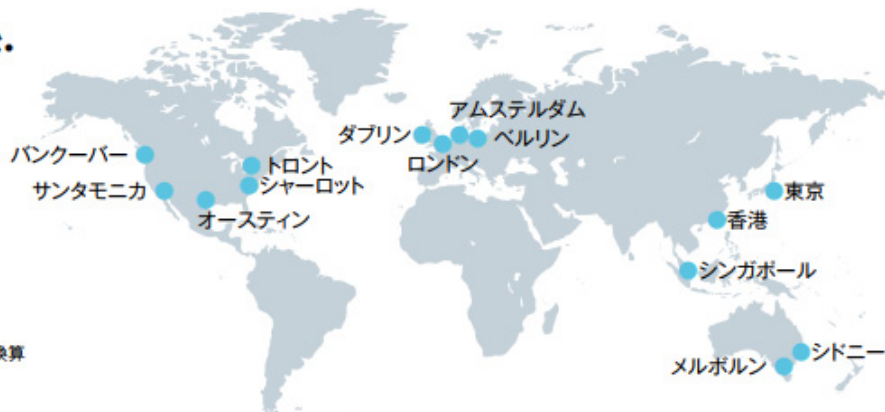 アムステルダム
ダブリン
ベルリン
ロンドン
バンクーバー
トロント
サンタモニカ
シャーロット
オースティン
東京
香港
シンガポール
シドニー
メルボルン
換算